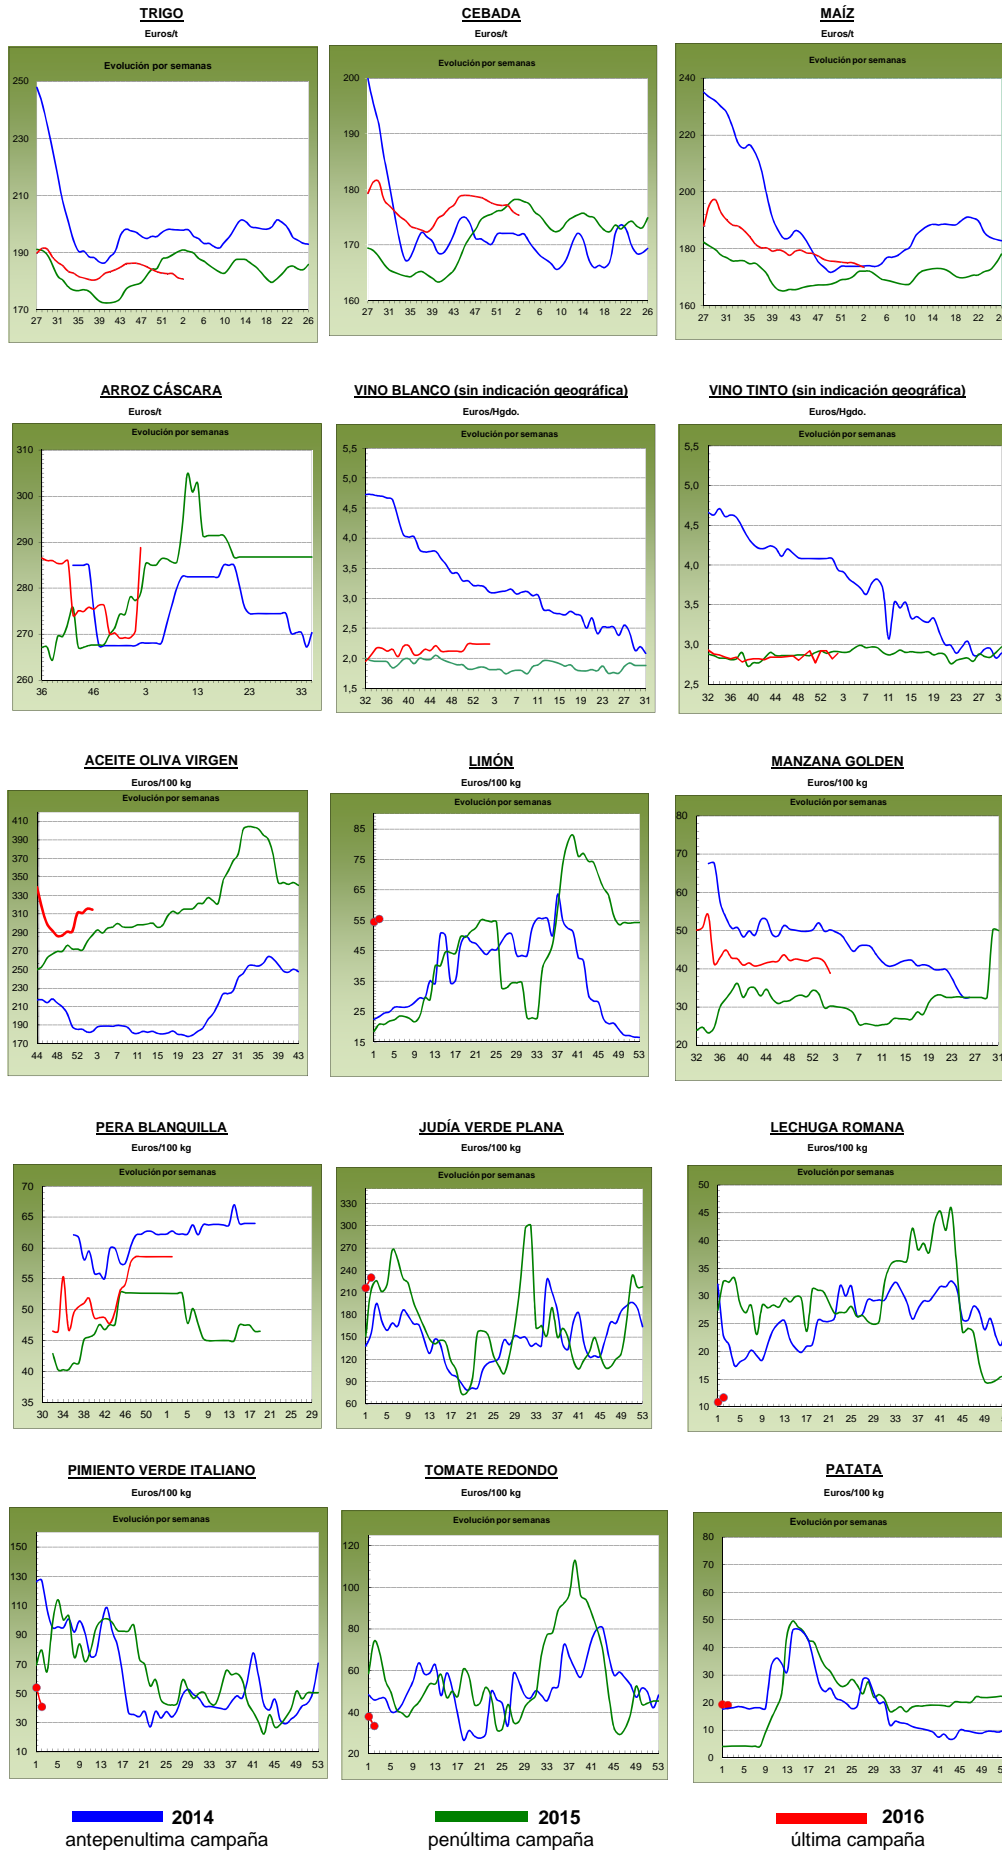 TRIGO
Euros/t
Evolución por semanas
250
230
210
190
170
27 31 35 39 43 47 51 2 6 10 14 18 22 26
CEBADA
Euros/t
Evolución por semanas
200
190
180
170
160
27 31 35 39 43 47 51 2 6 10 14 18 22 26
MAÍZ
Euros/t
Evolución por semanas
240
220
200
180
160
27 31 35 39 43 47 51 2 6 10 14 18 22
ARROZ CÁSCARA
Euros/t
Evolución por semanas
310
300
290
280
270
260
36 46 3 13 23 33
VINO BLANCO (sin indicación geográfica)
Euros/Hgdo.
Evolución por semanas
5,5
5,0
4,5
4,0
3,5
3,0
2,5
2,0
1,5
32 36 40 44 48 52 3 7 11 15 19 23 27 31
VINO TINTO (sin indicación geográfica)
Euros/Hgdo.
Evolución por semanas
5,5
5,0
4,5
4,0
3,5
3,0
2,5
32 36 40 44 48 52 3 7 11 15 19 23 27
ACEITE OLIVA VIRGEN
Euros/100 kg
Evolución por semanas
410
390
370
350
330
310
290
270
250
230
210
190
170
44 48 52 3 7 11 15 19 23 27 31 35 39 43
LIMÓN
Euros/100 kg
Evolución por semanas
85
75
65
55
45
35
25
15
1 5 9 13 17 21 25 29 33 37 41 45 49 53
MANZANA GOLDEN
Euros/100 kg
Evolución por semanas
80
70
60
50
40
30
20
32 36 40 44 48 52 3 7 11 15 19 23 27 31
PERA BLANQUILLA
Euros/100 kg
Evolución por semanas
70
65
60
55
50
45
40
35
30 34 38 42 46 50 1 5 9 13 17 21 25 29
JUDÍA VERDE PLANA
Euros/100 kg
Evolución por semanas
330
300
270
240
210
180
150
120
90
60
1 5 9 13 17 21 25 29 33 37 41 45 49 53
LECHUGA ROMANA
Euros/100 kg
Evolución por semanas
50
45
40
35
30
25
20
15
10
1 5 9 13 17 21 25 29 33 37 41 45 49
PIMIENTO VERDE ITALIANO
Euros/100 kg
Evolución por semanas
150
130
110
90
70
50
30
10
1 5 9 13 17 21 25 29 33 37 41 45 49 53
TOMATE REDONDO
Euros/100 kg
Evolución por semanas
120
100
80
60
40
20
1 5 9 13 17 21 25 29 33 37 41 45 49 53
PATATA
Euros/100 kg
Evolución por semanas
80
70
60
50
40
30
20
10
0
1 5 9 13 17 21 25 29 33 37 41 45 49
2014
antepenultima campaña
2015
penúltima campaña
2016
última campaña